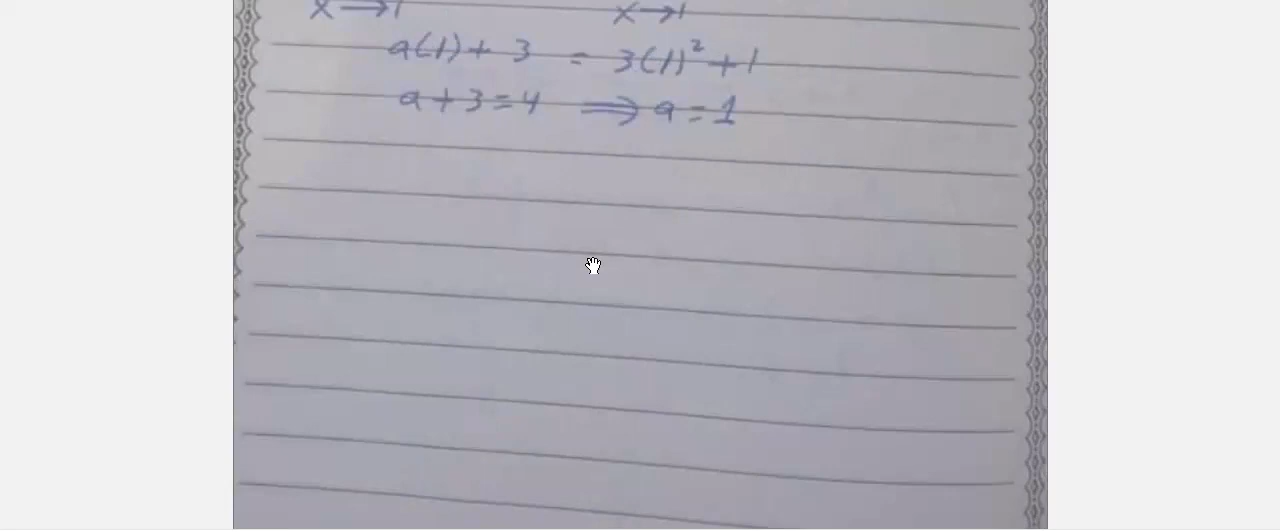 x→1 x→1
a(1) + 3 = 3(1)² + 1
a + 3 = 4 ⟹ a = 1